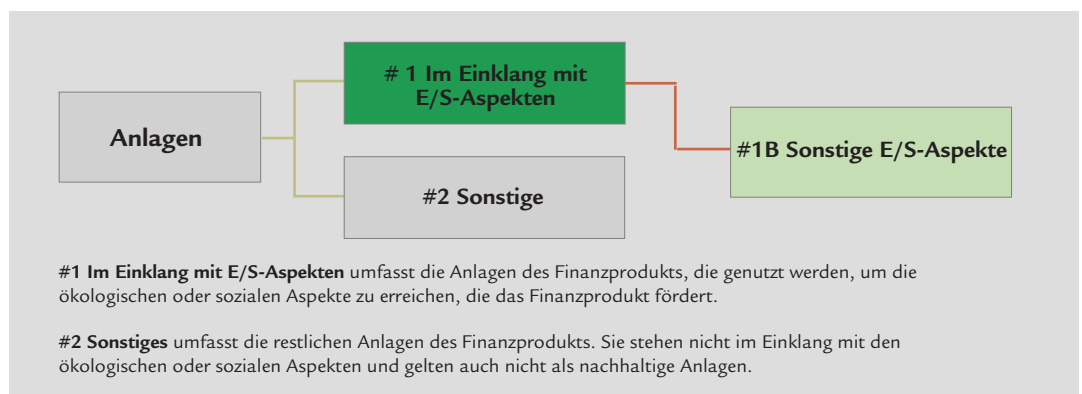 # 1 Im Einklang mit
E/S-Aspekten
Anlagen
#1B Sonstige E/S-Aspekte
#2 Sonstige
#1 Im Einklang mit E/S-Aspekten umfasst die Anlagen des Finanzprodukts, die genutzt werden, um die
ökologischen oder sozialen Aspekte zu erreichen, die das Finanzprodukt fördert.
#2 Sonstiges umfasst die restlichen Anlagen des Finanzprodukts. Sie stehen nicht im Einklang mit den
ökologischen oder sozialen Aspekten und gelten auch nicht als nachhaltige Anlagen.